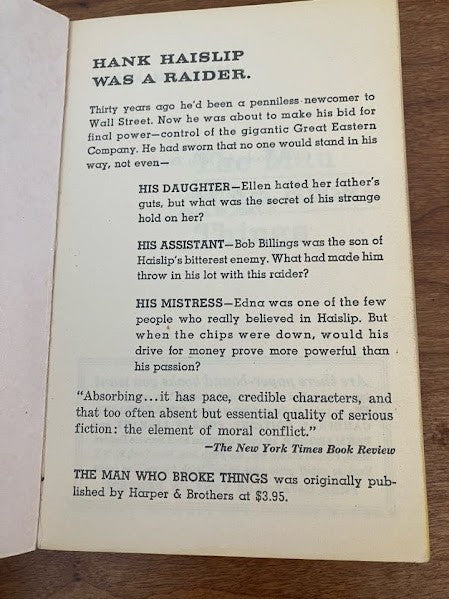 HANK HAISLIP
WAS A RAIDER.
Thirty years ago he'd been a penniless newcomer to
Wall Street. Now he was about to make his bid for
final power—control of the gigantic Great Eastern
Company. He had sworn that no one would stand in his
way, not even—
HIS DAUGHTER—Ellen hated her father's
guts, but what was the secret of his strange
hold on her?
HIS ASSISTANT—Bob Billings was the son of
Haislip's bitterest enemy. What had made him
throw in his lot with this raider?
HIS MISTRESS—Edna was one of the few
people who really believed in Haislip. But
when the chips were down, would his
drive for money prove more powerful than
his passion?
"Absorbing...it has pace, credible characters, and
that too often absent but essential quality of serious
fiction: the element of moral conflict."
—The New York Times Book Review
THE MAN WHO BROKE THINGS was originally pub-
lished by Harper & Brothers at $3.95.